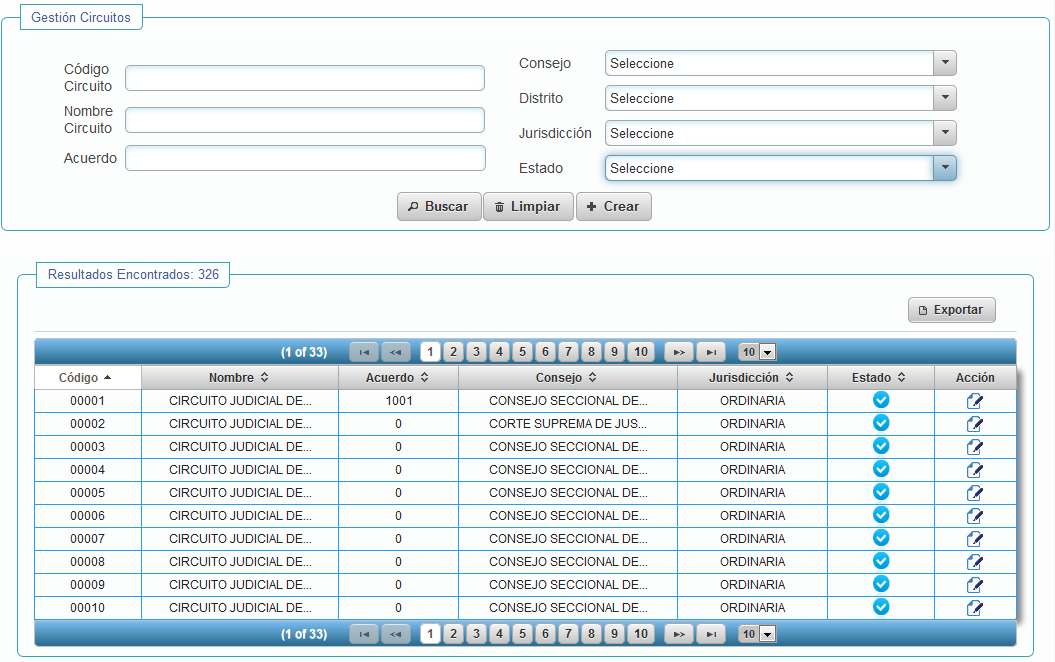 Gestión Circuitos
Código Circuito
Nombre Circuito
Acuerdo
Consejo Seleccione
Distrito Seleccione
Jurisdicción Seleccione
Estado Seleccione
Buscar Limpiar Crear
Resultados Encontrados: 326
Exportar
(1 of 33) 1 2 3 4 5 6 7 8 9 10 10
Código Nombre Acuerdo Consejo Jurisdicción Estado Acción
00001 CIRCUITO JUDICIAL DE... 1001 CONSEJO SECCIONAL DE... ORDINARIA
00002 CIRCUITO JUDICIAL DE... 0 CORTE SUPREMA DE JUS... ORDINARIA
00003 CIRCUITO JUDICIAL DE... 0 CONSEJO SECCIONAL DE... ORDINARIA
00004 CIRCUITO JUDICIAL DE... 0 CONSEJO SECCIONAL DE... ORDINARIA
00005 CIRCUITO JUDICIAL DE... 0 CONSEJO SECCIONAL DE... ORDINARIA
00006 CIRCUITO JUDICIAL DE... 0 CONSEJO SECCIONAL DE... ORDINARIA
00007 CIRCUITO JUDICIAL DE... 0 CONSEJO SECCIONAL DE... ORDINARIA
00008 CIRCUITO JUDICIAL DE... 0 CONSEJO SECCIONAL DE... ORDINARIA
00009 CIRCUITO JUDICIAL DE... 0 CONSEJO SECCIONAL DE... ORDINARIA
00010 CIRCUITO JUDICIAL DE... 0 CONSEJO SECCIONAL DE... ORDINARIA
(1 of 33) 1 2 3 4 5 6 7 8 9 10 10